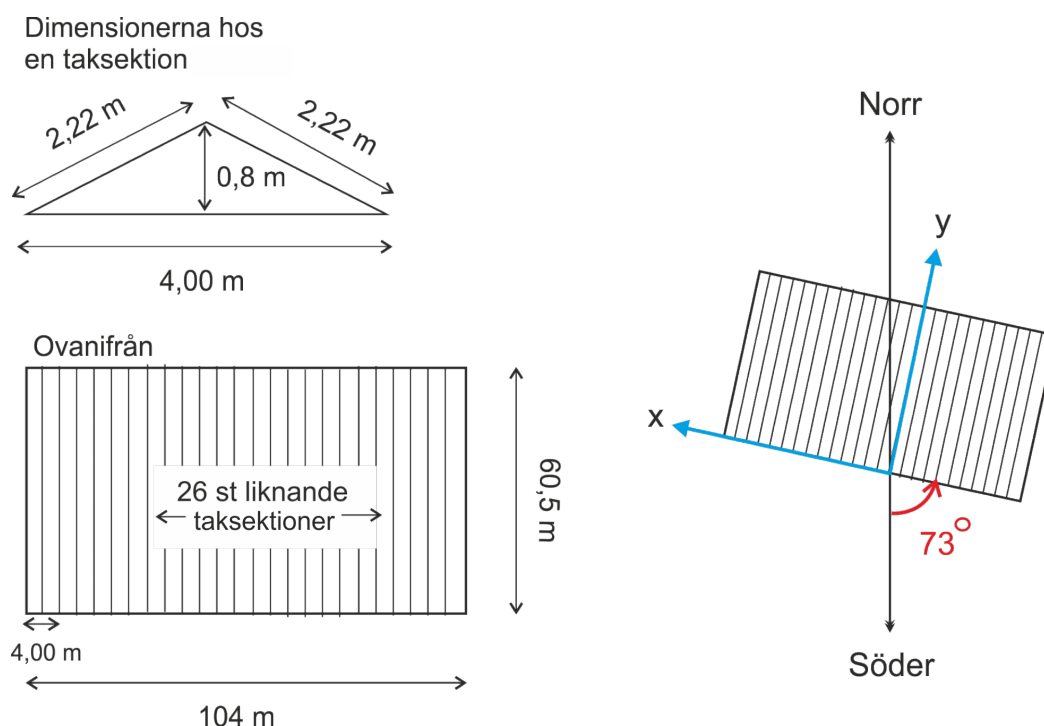 Dimensionerna hos
en taksektion
2,22 m
2,22 m
0,8 m
4,00 m
Ovanifrån
26 st liknande
taksektioner
60,5 m
4,00 m
104 m
Norr
y
x
73°
Söder